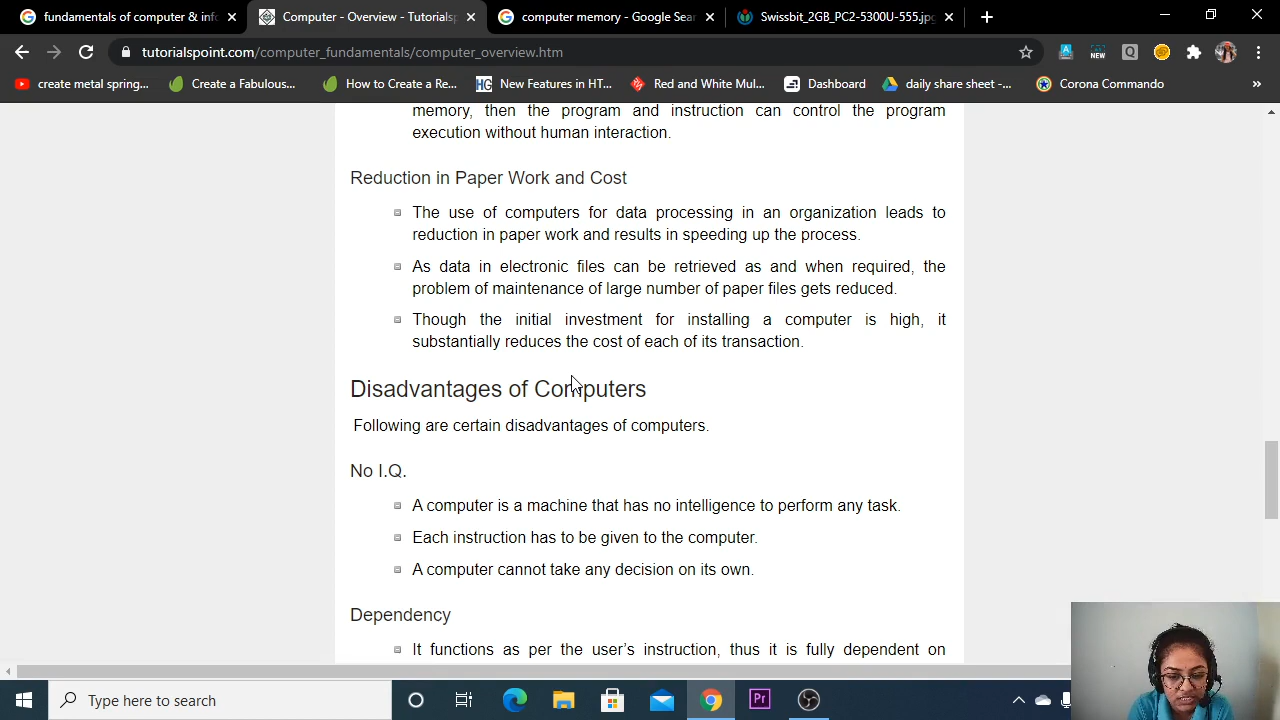 fundamentals of computer & info
Computer - Overview - Tutorialsp
computer memory - Google Sear
Swissbit_2GB_PC2-5300U-555.jpg
tutorialspoint.com/computer_fundamentals/computer_overview.htm
NEW
create metal spring...
Create a Fabulous...
How to Create a Re...
HG New Features in HT...
Red and White Mul...
Dashboard
daily share sheet -...
Corona Commando
memory, then the program and instruction can control the program
execution without human interaction.
Reduction in Paper Work and Cost
The use of computers for data processing in an organization leads to
reduction in paper work and results in speeding up the process.
As data in electronic files can be retrieved as and when required, the
problem of maintenance of large number of paper files gets reduced.
Though the initial investment for installing a computer is high, it
substantially reduces the cost of each of its transaction.
Disadvantages of Computers
Following are certain disadvantages of computers.
No I.Q.
A computer is a machine that has no intelligence to perform any task.
Each instruction has to be given to the computer.
A computer cannot take any decision on its own.
Dependency
It functions as per the user's instruction, thus it is fully dependent on
Type here to search
Pr